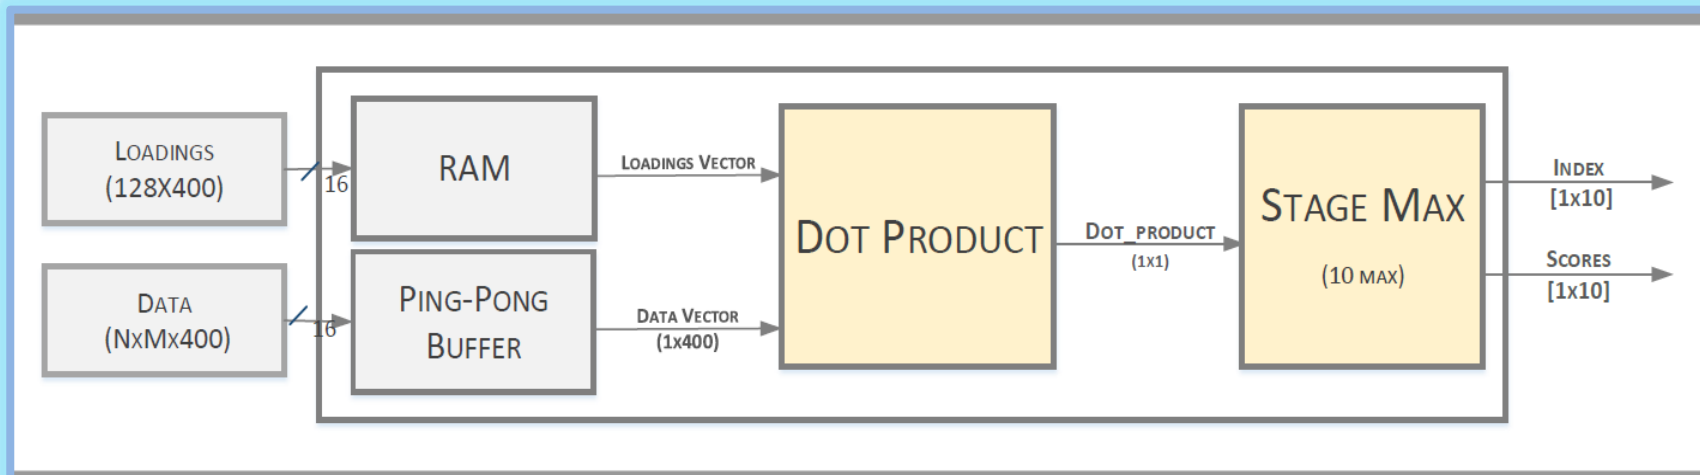 LOADINGS
(128X400)
16
RAM
LOADINGS VECTOR
DATA
(NXMX400)
16
PING-PONG
BUFFER
DATA VECTOR
(1X400)
DOT PRODUCT
DOT_PRODUCT
(1X1)
STAGE MAX
(10 MAX)
INDEX
[1X10]
SCORES
[1X10]